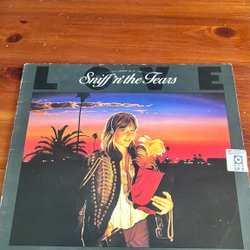 LOVE
Sniff 'n' the Tears